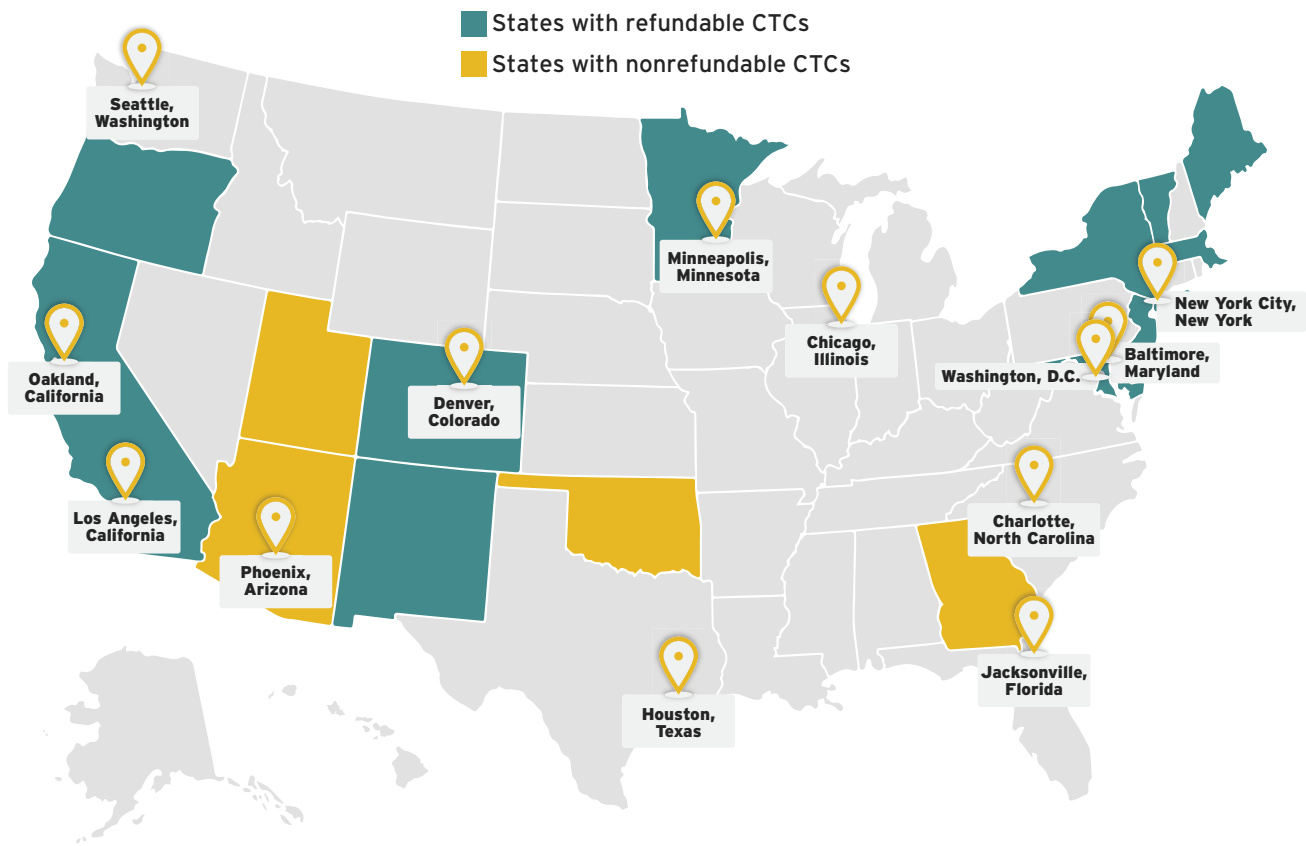 States with refundable CTCs
States with nonrefundable CTCs
Seattle,
Washington
Minneapolis,
Minnesota
New York City,
New York
Chicago,
Illinois
Baltimore,
Maryland
Washington, D.C.
Oakland,
California
Denver,
Colorado
Los Angeles,
California
Charlotte,
North Carolina
Phoenix,
Arizona
Jacksonville,
Florida
Houston,
Texas